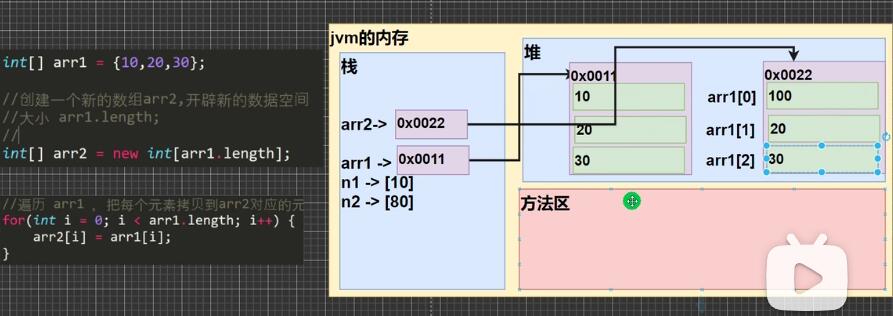 int[] arr1 = {10,20,30};
//创建一个新的数组arr2,开辟新的数据空间
//大小 arr1.length;
//
int[] arr2 = new int[arr1.length];
//遍历 arr1 ，把每个元素拷贝到arr2对应的元
for(int i = 0; i < arr1.length; i++) {
arr2[i] = arr1[i];
}
jvm的内存
栈
arr2-> 0x0022
arr1 -> 0x0011
n1 -> [10]
n2 -> [80]
堆
0x0011
10
20
30
0x0022
arr1[0] 100
arr1[1] 20
arr1[2] 30
方法区